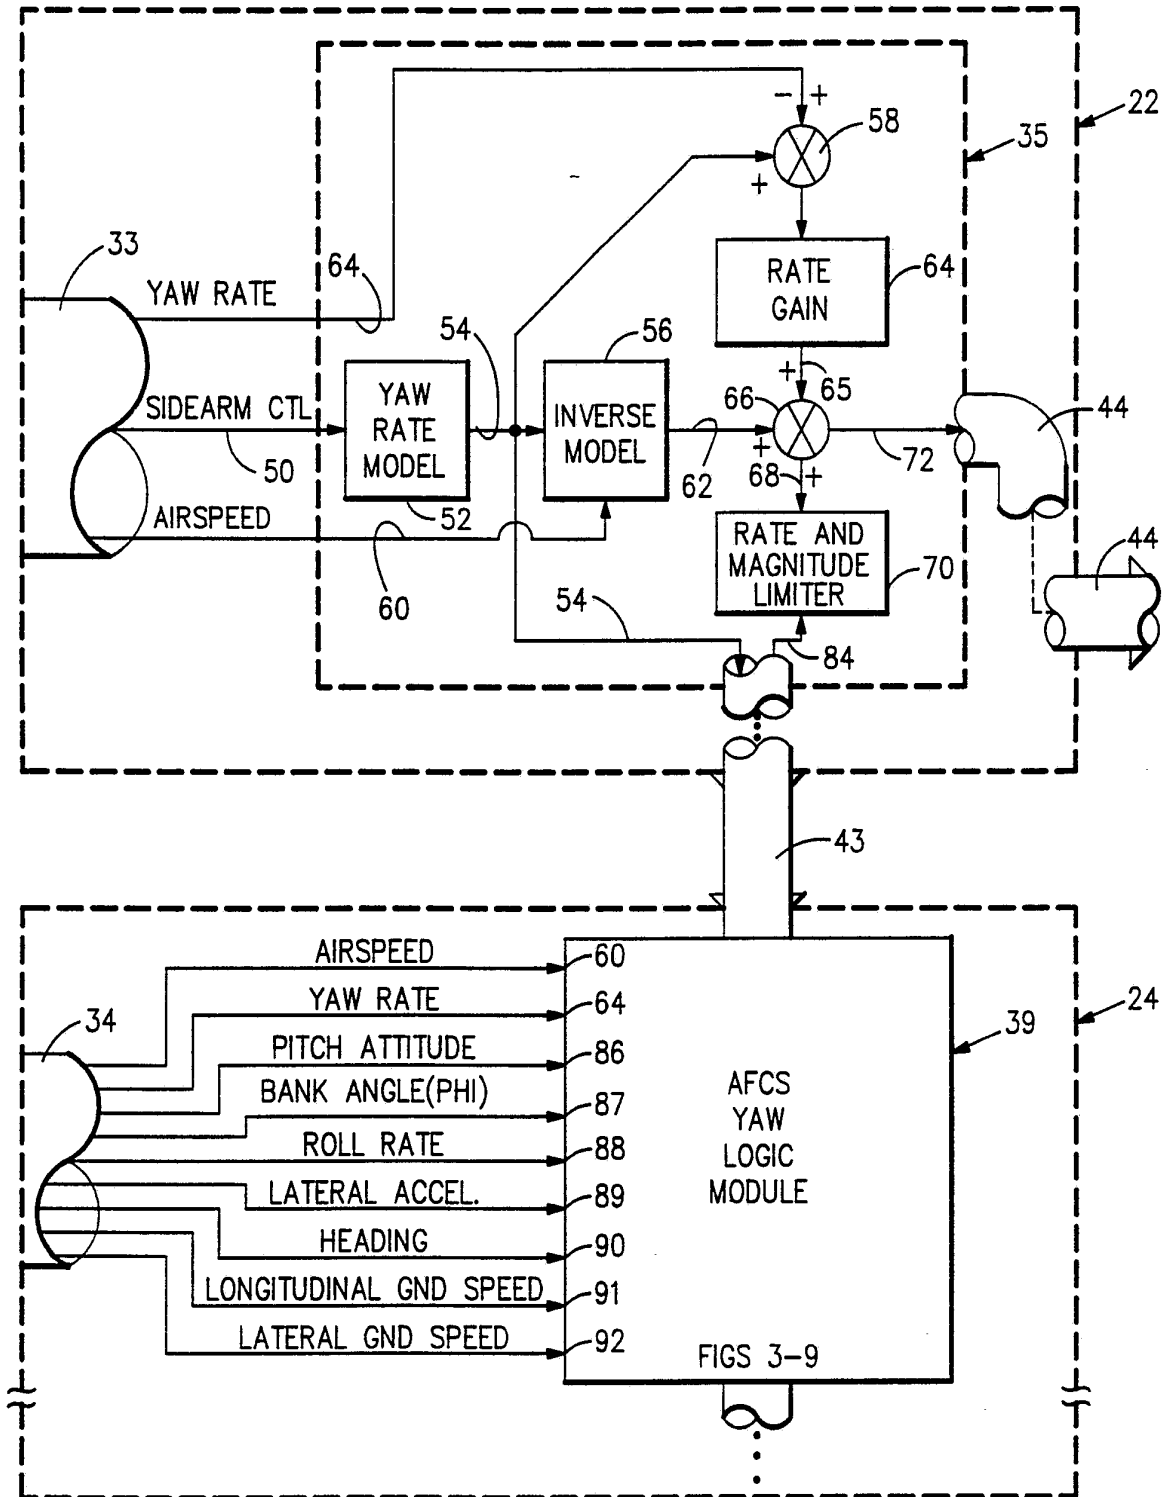 22
35
- +
58
+
33
YAW RATE
64
RATE
GAIN
64
54
56
+
65
66
SIDEARM CTL
50
YAW
RATE
MODEL
52
INVERSE
MODEL
62
+
68
+
72
44
AIRSPEED
60
RATE AND
MAGNITUDE
LIMITER
70
44
54
84
43
34
AIRSPEED
60
YAW RATE
64
PITCH ATTITUDE
86
BANK ANGLE(PHI)
87
ROLL RATE
88
LATERAL ACCEL.
89
HEADING
90
LONGITUDINAL GND SPEED
91
LATERAL GND SPEED
92
AFCS
YAW
LOGIC
MODULE
FIGS 3-9
39
24